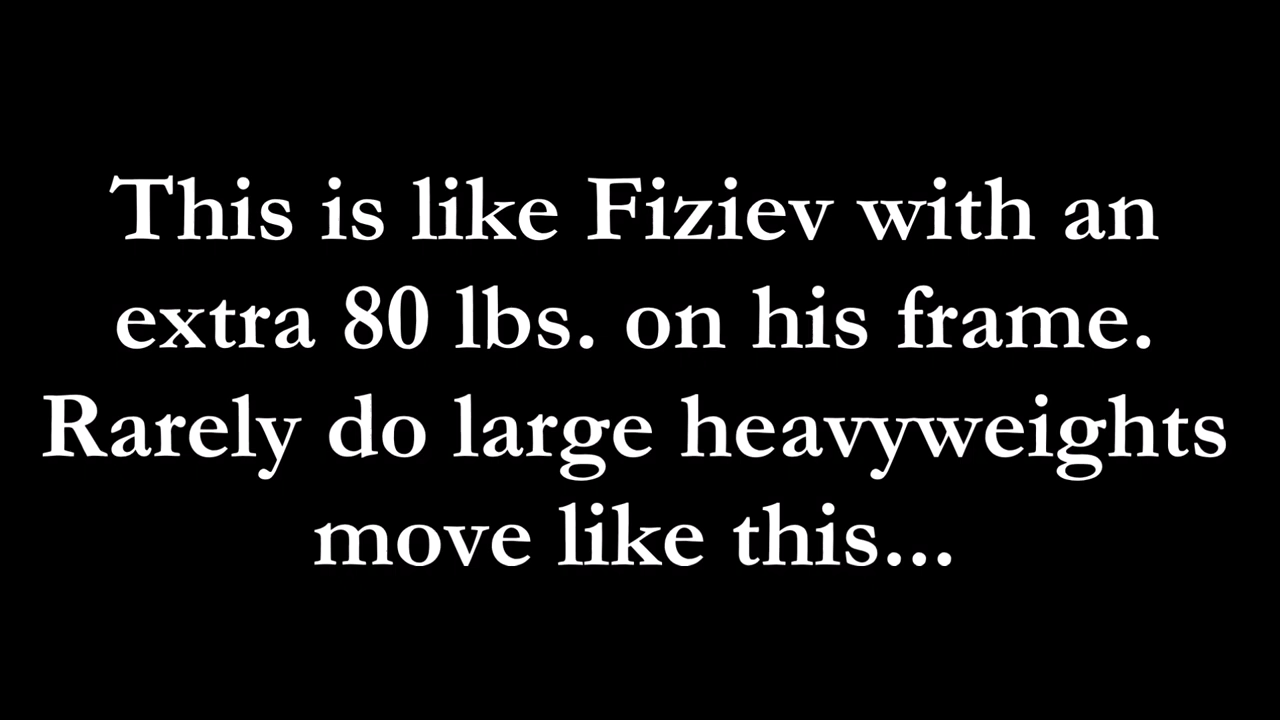 This is like Fiziev with an
extra 80 lbs. on his frame.
Rarely do large heavyweights
move like this...